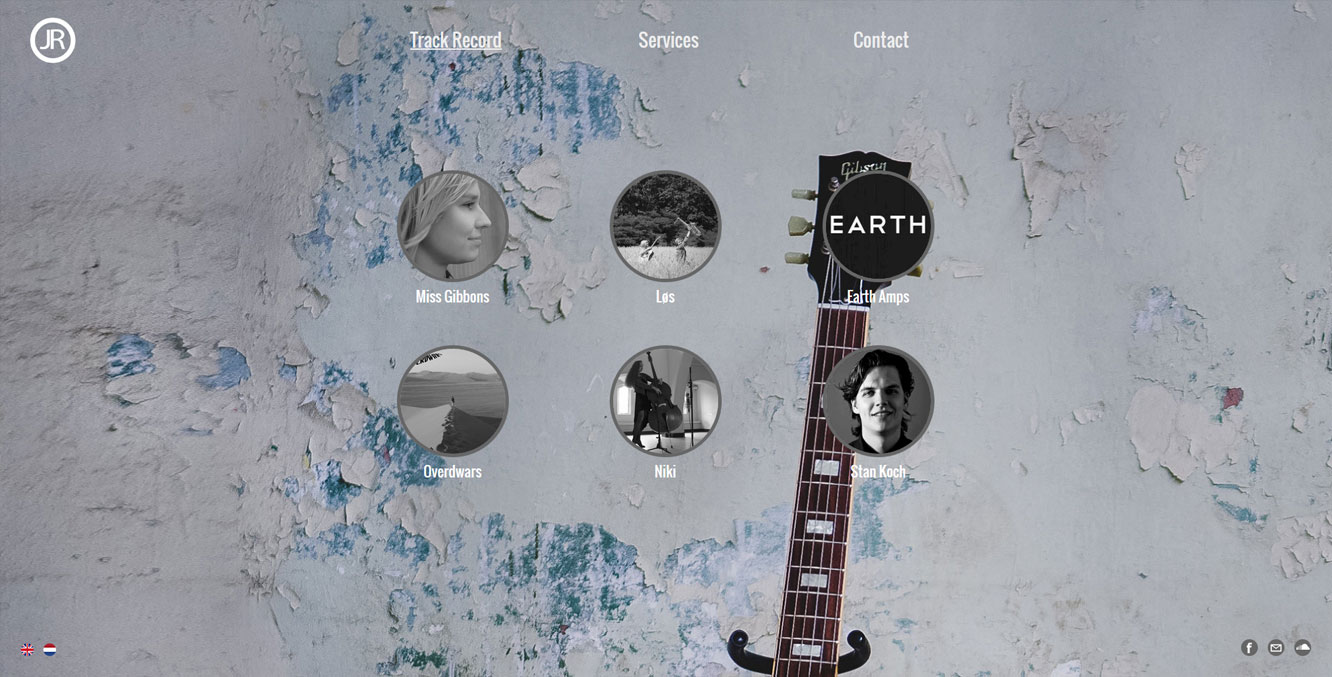 JR
Track Record
Services
Contact
Gibson
EARTH
Miss Gibbons
Løs
Earth Amps
Overdwars
Niki
Stan Koch